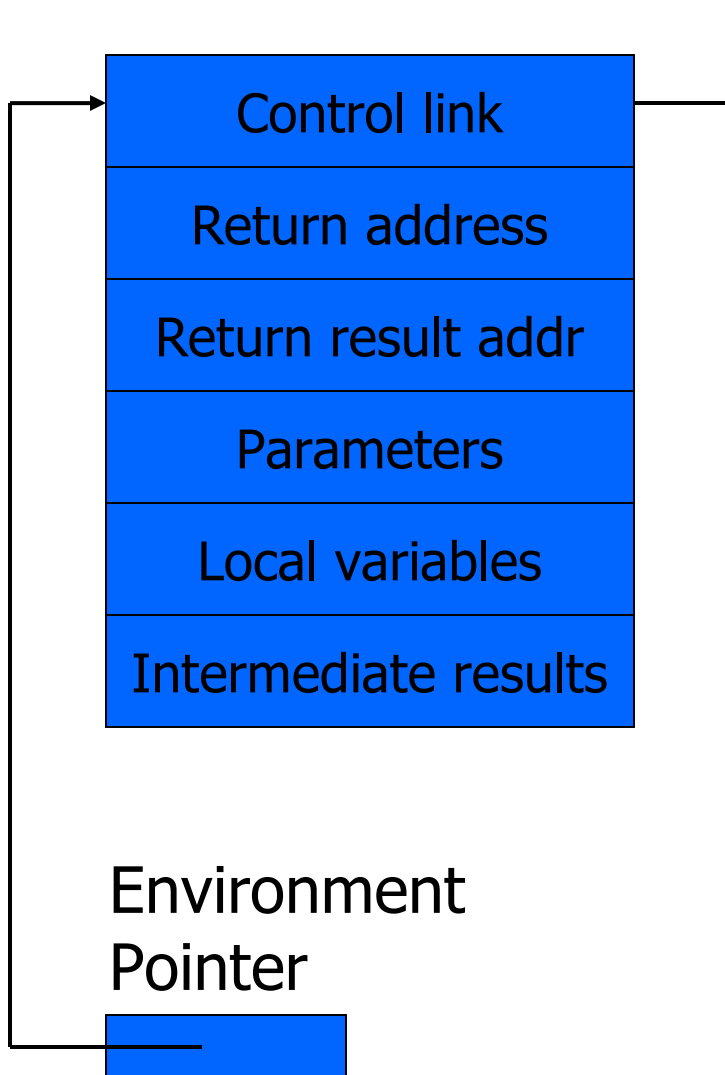 Control link
Return address
Return result addr
Parameters
Local variables
Intermediate results
Environment
Pointer